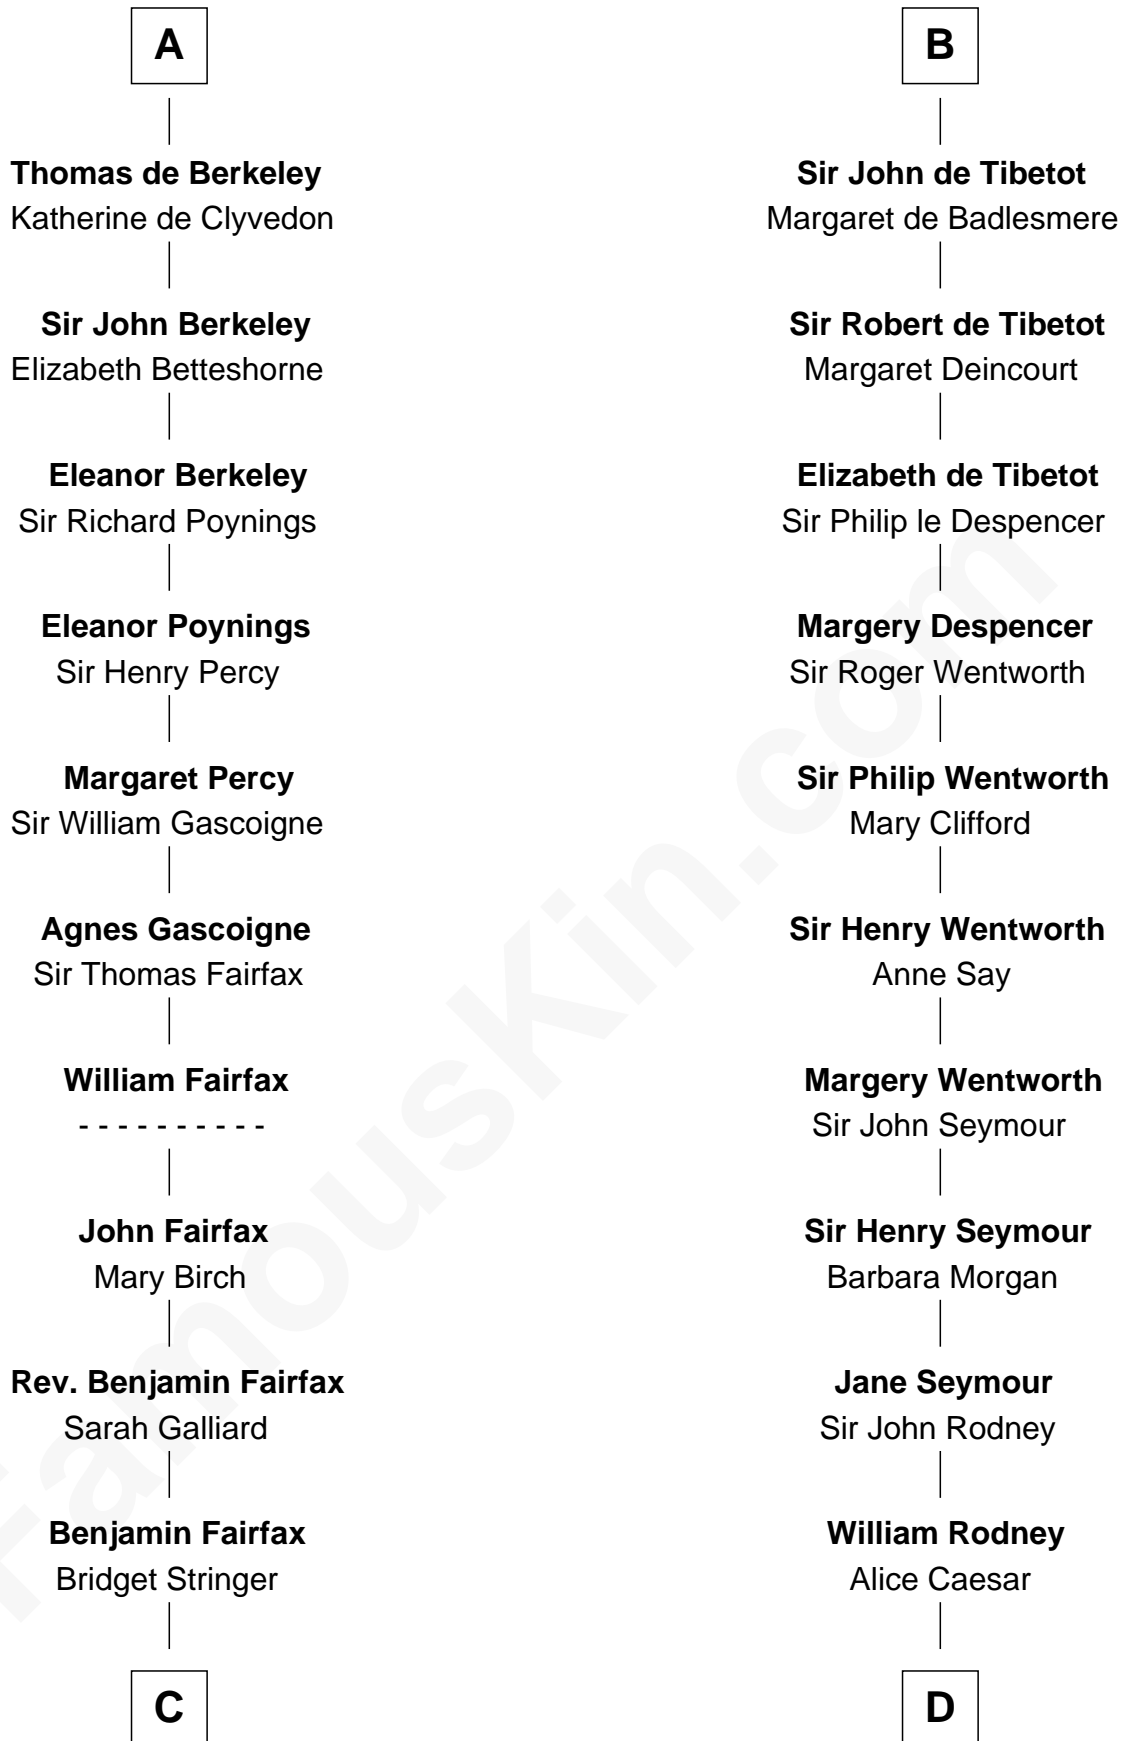 A
Thomas de Berkeley
Katherine de Clyvedon
Sir John Berkeley
Elizabeth Betteshorne
Eleanor Berkeley
Sir Richard Poynings
Eleanor Poynings
Sir Henry Percy
Margaret Percy
Sir William Gascoigne
Agnes Gascoigne
Sir Thomas Fairfax
William Fairfax
- - - - - - - - - -
John Fairfax
Mary Birch
Rev. Benjamin Fairfax
Sarah Galliard
Benjamin Fairfax
Bridget Stringer
C
B
Sir John de Tibetot
Margaret de Badlesmere
Sir Robert de Tibetot
Margaret Deincourt
Elizabeth de Tibetot
Sir Philip le Despencer
Margery Despencer
Sir Roger Wentworth
Sir Philip Wentworth
Mary Clifford
Sir Henry Wentworth
Anne Say
Margery Wentworth
Sir John Seymour
Sir Henry Seymour
Barbara Morgan
Jane Seymour
Sir John Rodney
William Rodney
Alice Caesar
D
FamousKin.com